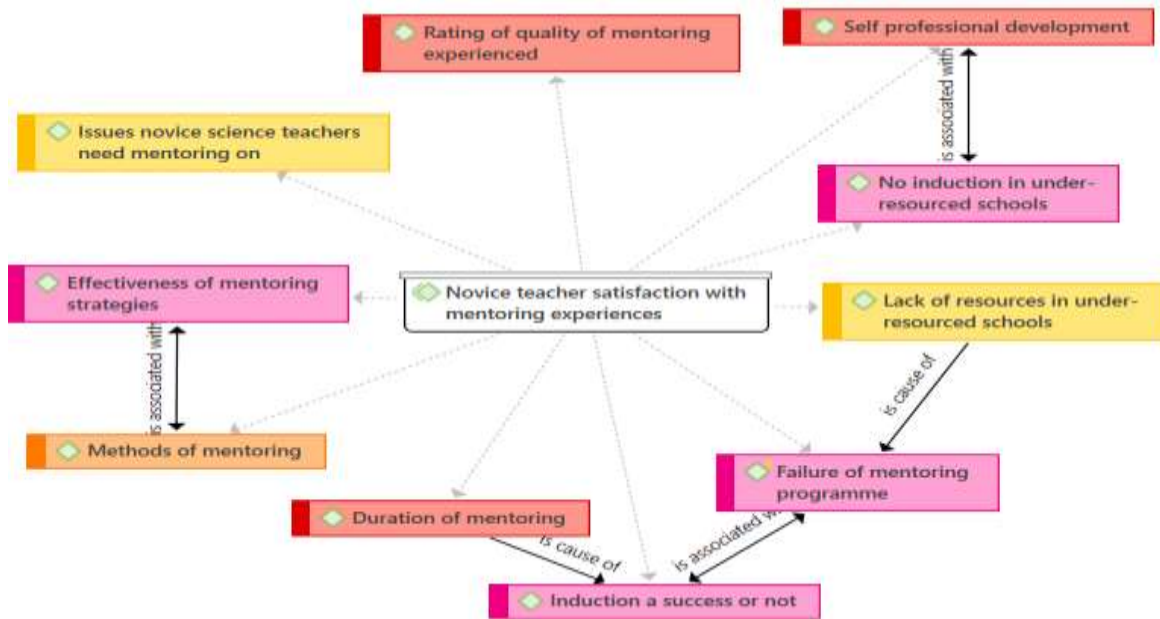 Rating of quality of mentoring
experienced
Self professional development
is associated with
Issues novice science teachers
need mentoring on
No induction in under-
resourced schools
Effectiveness of mentoring
strategies
Novice teacher satisfaction with
mentoring experiences
Lack of resources in under-
resourced schools
is associated with
is cause of
Methods of mentoring
Failure of mentoring
programme
Duration of mentoring
is cause of
is associated
Induction a success or not